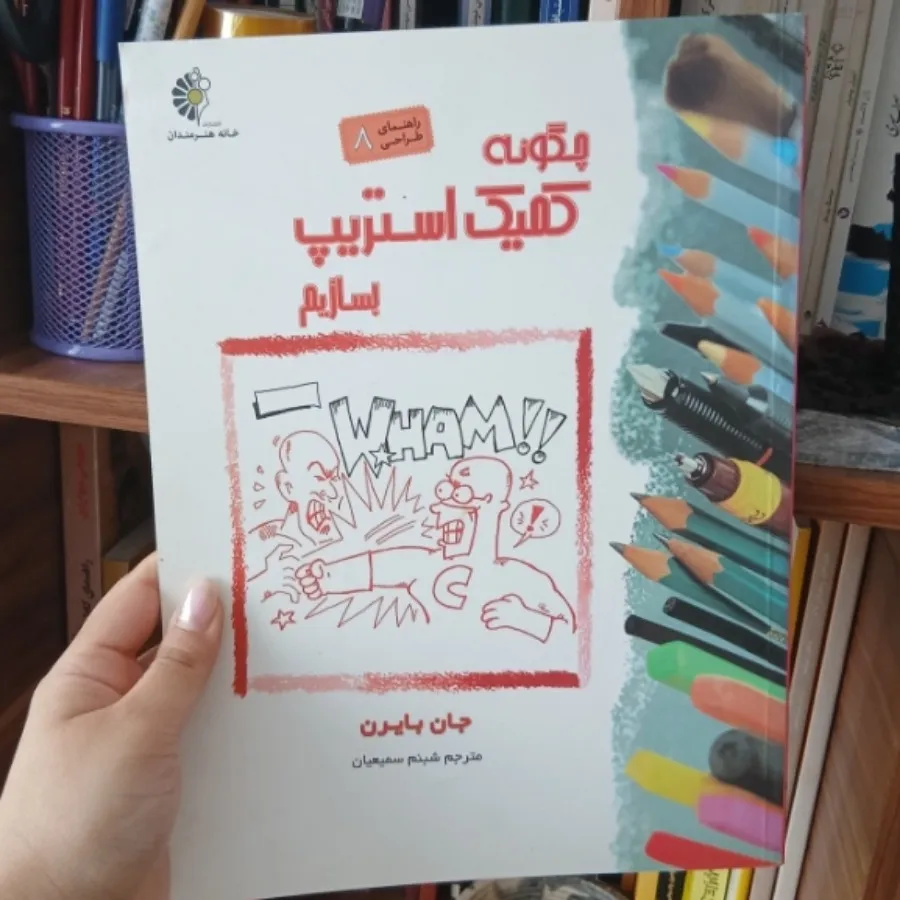 خانه هنرمندان
راهنمای
طراحی ۸
چگونه
کمیک استریپ
بسازیم
WHAM!!
جان بایرن
مترجم شبنم سمیعیان